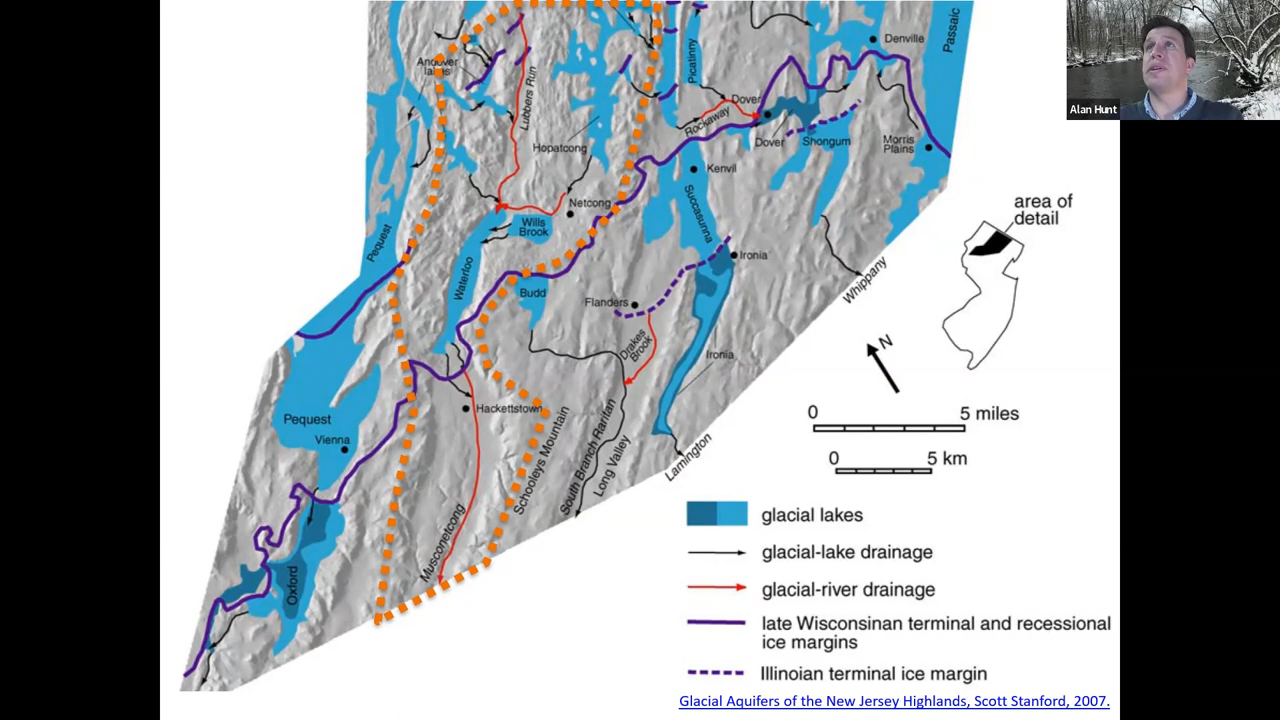 Alan Hunt
Passaic
Denville
Andover
lakes
Picatinny
Lubbers Run
Dover
Rockaway
Dover
Shongum
Morris
Plains
Hopatcong
Kenvil
Netcong
Succasunna
Wills
Brook
Pequest
Waterloo
Ironia
Whippany
Budd
Flanders
Drakes
Brook
Ironia
Hackettstown
Pequest
Vienna
Schooleys Mountain
South Branch Raritan
Long Valley
Lamington
Musconetcong
Oxford
area of
detail
N
0 5 miles
0 5 km
glacial lakes
glacial-lake drainage
glacial-river drainage
late Wisconsinan terminal and recessional
ice margins
Illinoian terminal ice margin
Glacial Aquifers of the New Jersey Highlands, Scott Stanford, 2007.